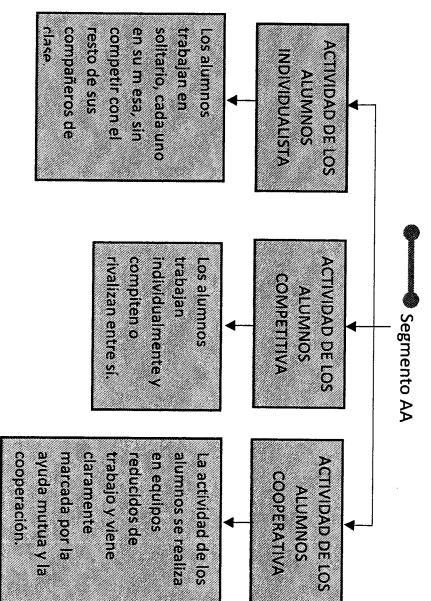 Segmento AA
ACTIVIDAD DE LOS
ALUMNOS
INDIVIDUALISTA
Los alumnos
trabajan en
solitario, cada uno
en su m esa, sin
competir con el
resto de sus
compañeros de
clase.
ACTIVIDAD DE LOS
ALUMNOS
COMPETITIVA
Los alumnos
trabajan
individualmente y
compiten o
rivalizan entre sí.
ACTIVIDAD DE LOS
ALUMNOS
COOPERATIVA
La actividad de los
alumnos se realiza
en equipos
reducidos de
trabajo y viene
claramente
marcada por la
ayuda mutua y la
cooperación.